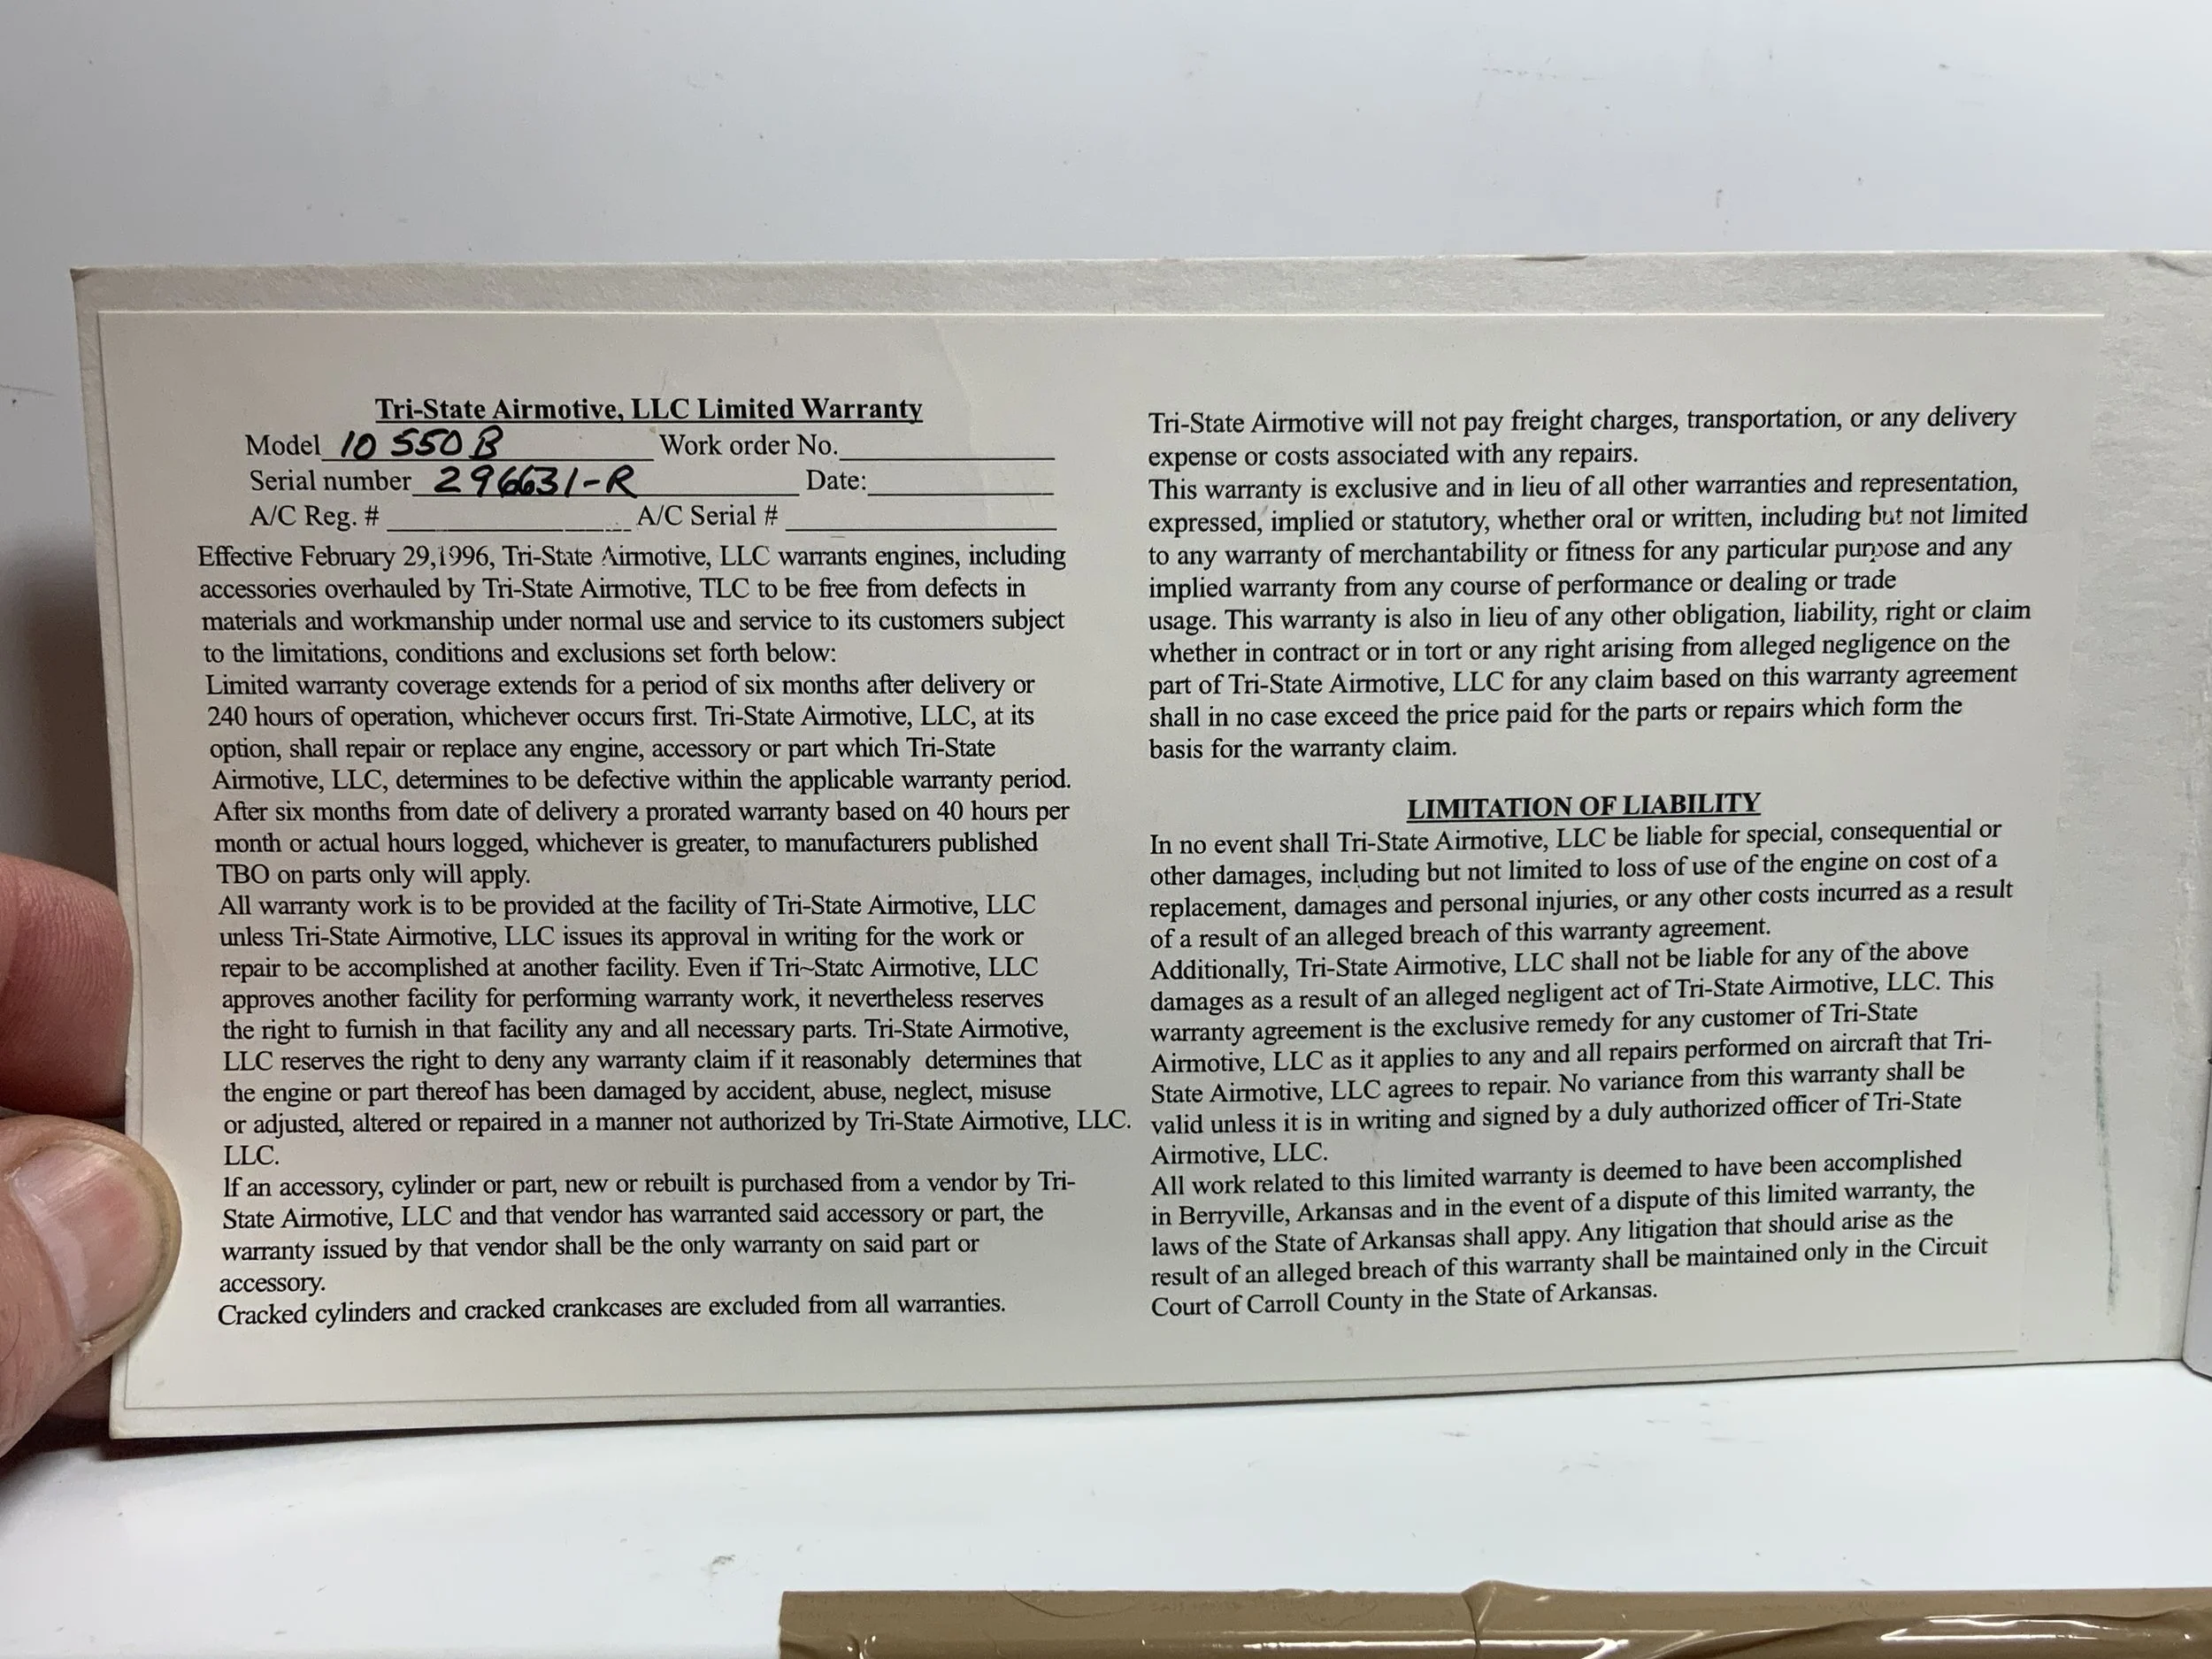 Tri-State Airmotive, LLC Limited Warranty
Model 10 550 B Work order No.
Serial number 296631-R Date:
A/C Reg. # A/C Serial #
Effective February 29,1996, Tri-State Airmotive, LLC warrants engines, including
accessories overhauled by Tri-State Airmotive, TLC to be free from defects in
materials and workmanship under normal use and service to its customers subject
to the limitations, conditions and exclusions set forth below:
Limited warranty coverage extends for a period of six months after delivery or
240 hours of operation, whichever occurs first. Tri-State Airmotive, LLC, at its
option, shall repair or replace any engine, accessory or part which Tri-State
Airmotive, LLC, determines to be defective within the applicable warranty period.
After six months from date of delivery a prorated warranty based on 40 hours per
month or actual hours logged, whichever is greater, to manufacturers published
TBO on parts only will apply.
All warranty work is to be provided at the facility of Tri-State Airmotive, LLC
unless Tri-State Airmotive, LLC issues its approval in writing for the work or
repair to be accomplished at another facility. Even if Tri~Statc Airmotive, LLC
approves another facility for performing warranty work, it nevertheless reserves
the right to furnish in that facility any and all necessary parts. Tri-State Airmotive,
LLC reserves the right to deny any warranty claim if it reasonably determines that
the engine or part thereof has been damaged by accident, abuse, neglect, misuse
or adjusted, altered or repaired in a manner not authorized by Tri-State Airmotive, LLC.
LLC.
If an accessory, cylinder or part, new or rebuilt is purchased from a vendor by Tri-
State Airmotive, LLC and that vendor has warranted said accessory or part, the
warranty issued by that vendor shall be the only warranty on said part or
accessory.
Cracked cylinders and cracked crankcases are excluded from all warranties.
Tri-State Airmotive will not pay freight charges, transportation, or any delivery
expense or costs associated with any repairs.
This warranty is exclusive and in lieu of all other warranties and representation,
expressed, implied or statutory, whether oral or written, including but not limited
to any warranty of merchantability or fitness for any particular purpose and any
implied warranty from any course of performance or dealing or trade
usage. This warranty is also in lieu of any other obligation, liability, right or claim
whether in contract or in tort or any right arising from alleged negligence on the
part of Tri-State Airmotive, LLC for any claim based on this warranty agreement
shall in no case exceed the price paid for the parts or repairs which form the
basis for the warranty claim.
LIMITATION OF LIABILITY
In no event shall Tri-State Airmotive, LLC be liable for special, consequential or
other damages, including but not limited to loss of use of the engine on cost of a
replacement, damages and personal injuries, or any other costs incurred as a result
of a result of an alleged breach of this warranty agreement.
Additionally, Tri-State Airmotive, LLC shall not be liable for any of the above
damages as a result of an alleged negligent act of Tri-State Airmotive, LLC. This
warranty agreement is the exclusive remedy for any customer of Tri-State
Airmotive, LLC as it applies to any and all repairs performed on aircraft that Tri-
State Airmotive, LLC agrees to repair. No variance from this warranty shall be
valid unless it is in writing and signed by a duly authorized officer of Tri-State
Airmotive, LLC.
All work related to this limited warranty is deemed to have been accomplished
in Berryville, Arkansas and in the event of a dispute of this limited warranty, the
laws of the State of Arkansas shall appy. Any litigation that should arise as the
result of an alleged breach of this warranty shall be maintained only in the Circuit
Court of Carroll County in the State of Arkansas.